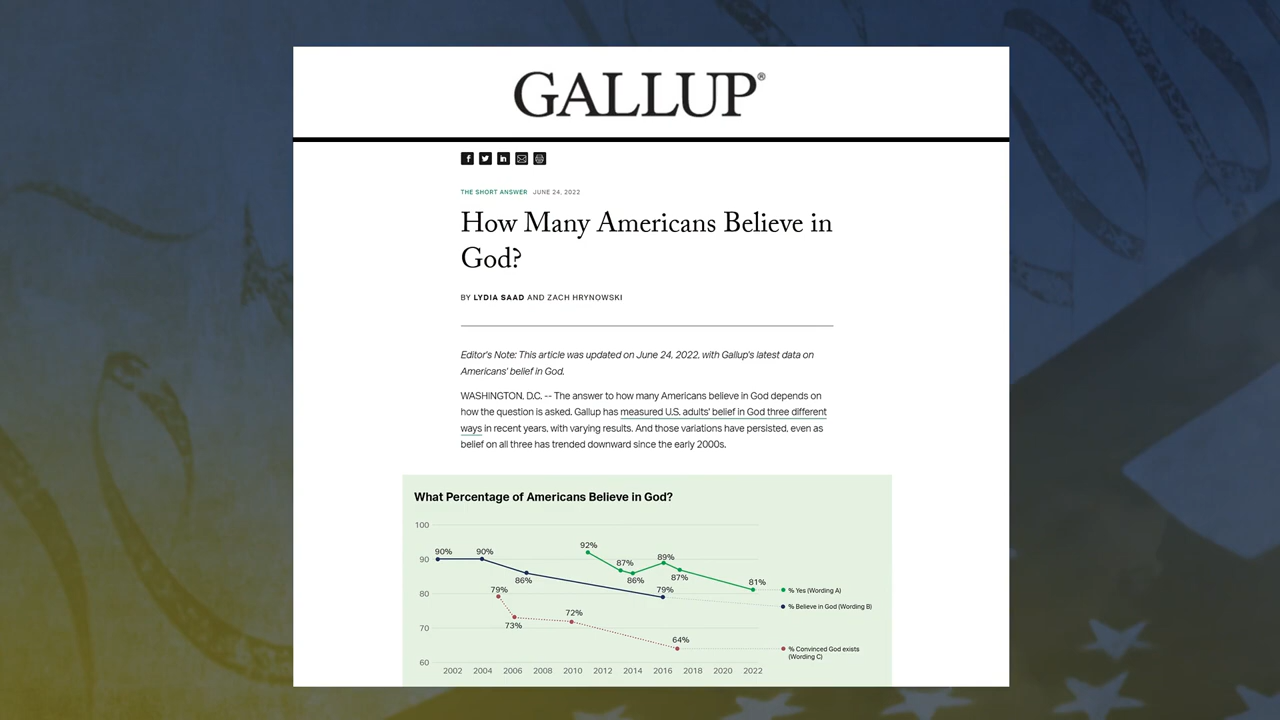 GALLUP®
THE SHORT ANSWER JUNE 24, 2022
How Many Americans Believe in
God?
BY LYDIA SAAD AND ZACH HRYNOWSKI
Editor's Note: This article was updated on June 24, 2022, with Gallup's latest data on
Americans' belief in God.
WASHINGTON, D.C. -- The answer to how many Americans believe in God depends on
how the question is asked. Gallup has measured U.S. adults' belief in God three different
ways in recent years, with varying results. And those variations have persisted, even as
belief on all three has trended downward since the early 2000s.
What Percentage of Americans Believe in God?
100
92%
90% 90% 89%
90
87%
86% 86% 87% 81%
79% 79%
80
% Yes (Wording A)
% Believe in God (Wording B)
73% 72%
70
64%
% Convinced God exists
(Wording C)
60
2002 2004 2006 2008 2010 2012 2014 2016 2018 2020 2022